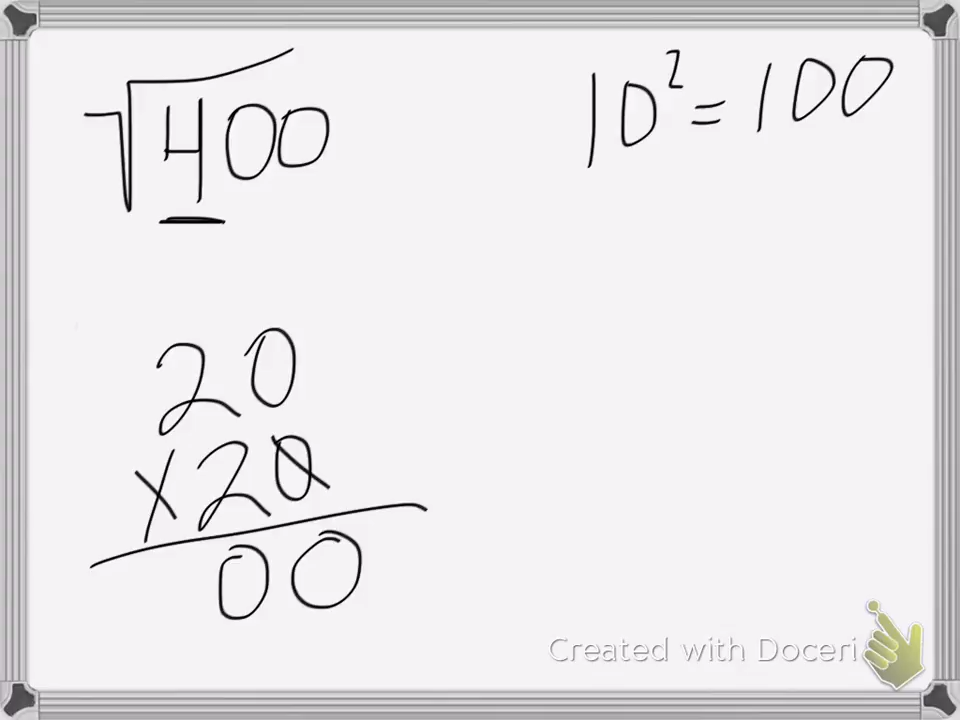 √400
10² = 100
20
× 20
00
Created with Doceri